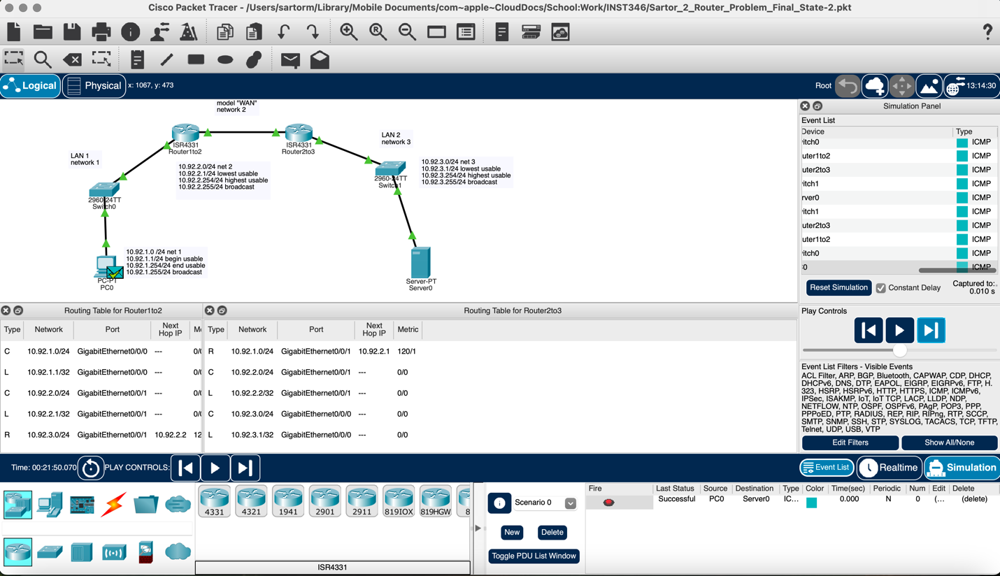 Cisco Packet Tracer - /Users/sartorm/Library/Mobile Documents/com~apple~CloudDocs/School:Work/INST346/Sartor_2_Router_Problem_Final_State-2.pkt
Logical
Physical
x: 1067, y: 473
Root
13:14:30
model "WAN"
network 2
ISR4331
Router1to2
ISR4331
Router2to3
LAN 1
network 1
LAN 2
network 3
10.92.2.0/24 net 2
10.92.2.1/24 lowest usable
10.92.2.254/24 highest usable
10.92.2.255/24 broadcast
10.92.3.0/24 net 3
10.92.3.1/24 lowest usable
10.92.3.254/24 highest usable
10.92.3.255/24 broadcast
2960-24TT
Switch0
2960-24TT
Switch1
10.92.1.0 /24 net 1
10.92.1.1/24 begin usable
10.92.1.254/24 end usable
10.92.1.255/24 broadcast
PC-PT
PC0
Server-PT
Server0
Simulation Panel
Event List
Device Type
itch0 ICMP
uter1to2 ICMP
uter2to3 ICMP
itch1 ICMP
rver0 ICMP
itch1 ICMP
uter2to3 ICMP
uter1to2 ICMP
itch0 ICMP
0 ICMP
Reset Simulation
Constant Delay
Captured to:
0.010 s
Play Controls
Event List Filters - Visible Events
ACL Filter, ARP, BGP, Bluetooth, CAPWAP, CDP, DHCP,
DHCPv6, DNS, DTP, EAPOL, EIGRP, EIGRPv6, FTP, H.
323, HSRP, HSRPv6, HTTP, HTTPS, ICMP, ICMPv6,
IPSec, ISAKMP, IoT, IoT TCP, LACP, LLDP, NDP,
NETFLOW, NTP, OSPF, OSPFv6, PAgP, POP3, PPP,
PPPoED, PTP, RADIUS, REP, RIP, RIPng, RTP, SCCP,
SMTP, SNMP, SSH, STP, SYSLOG, TACACS, TCP, TFTP,
Telnet, UDP, USB, VTP
Edit Filters
Show All/None
Routing Table for Router1to2
Type Network Port Next Hop IP M
C 10.92.1.0/24 GigabitEthernet0/0/0 --- 0/
L 10.92.1.1/32 GigabitEthernet0/0/0 --- 0/
C 10.92.2.0/24 GigabitEthernet0/0/1 --- 0/
L 10.92.2.1/32 GigabitEthernet0/0/1 --- 0/
R 10.92.3.0/24 GigabitEthernet0/0/1 10.92.2.2 12
Routing Table for Router2to3
Type Network Port Next Hop IP Metric
R 10.92.1.0/24 GigabitEthernet0/0/1 10.92.2.1 120/1
C 10.92.2.0/24 GigabitEthernet0/0/1 --- 0/0
L 10.92.2.2/32 GigabitEthernet0/0/1 --- 0/0
C 10.92.3.0/24 GigabitEthernet0/0/0 --- 0/0
L 10.92.3.1/32 GigabitEthernet0/0/0 --- 0/0
Time: 00:21:50.070
PLAY CONTROLS:
Event List
Realtime
Simulation
4331 4321 1941 2901 2911 819IOX 819HGW 8
ISR4331
Scenario 0
New
Delete
Toggle PDU List Window
Fire Last Status Source Destination Type Color Time(sec) Periodic Num Edit Delete
Successful PC0 Server0 IC... 0.000 N 0 (... (delete)